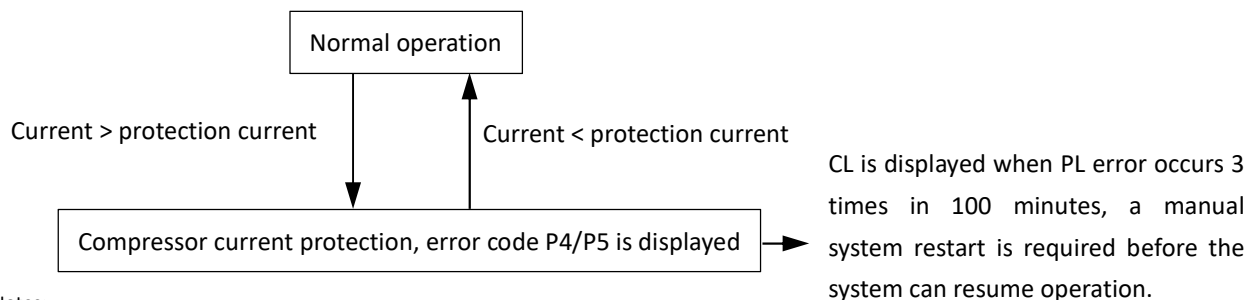 Normal operation
Current > protection current
Current < protection current
CL is displayed when PL error occurs 3
times in 100 minutes, a manual
system restart is required before the
system can resume operation.
Compressor current protection, error code P4/P5 is displayed